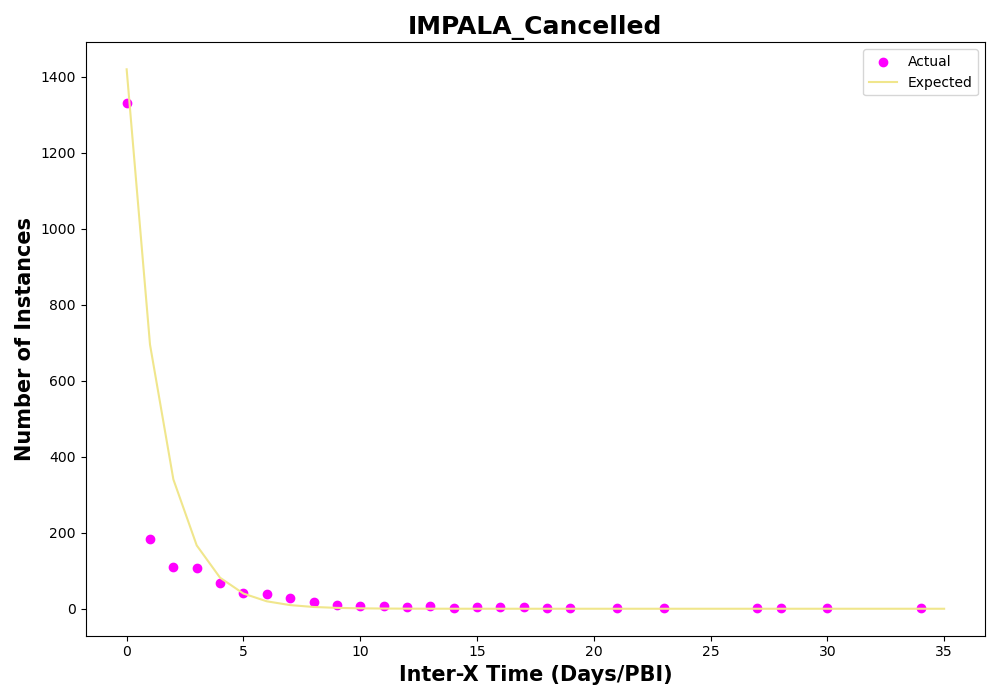 IMPALA_Cancelled
Actual
Expected
Number of Instances
1400
1200
1000
800
600
400
200
0
0 5 10 15 20 25 30 35
Inter-X Time (Days/PBI)